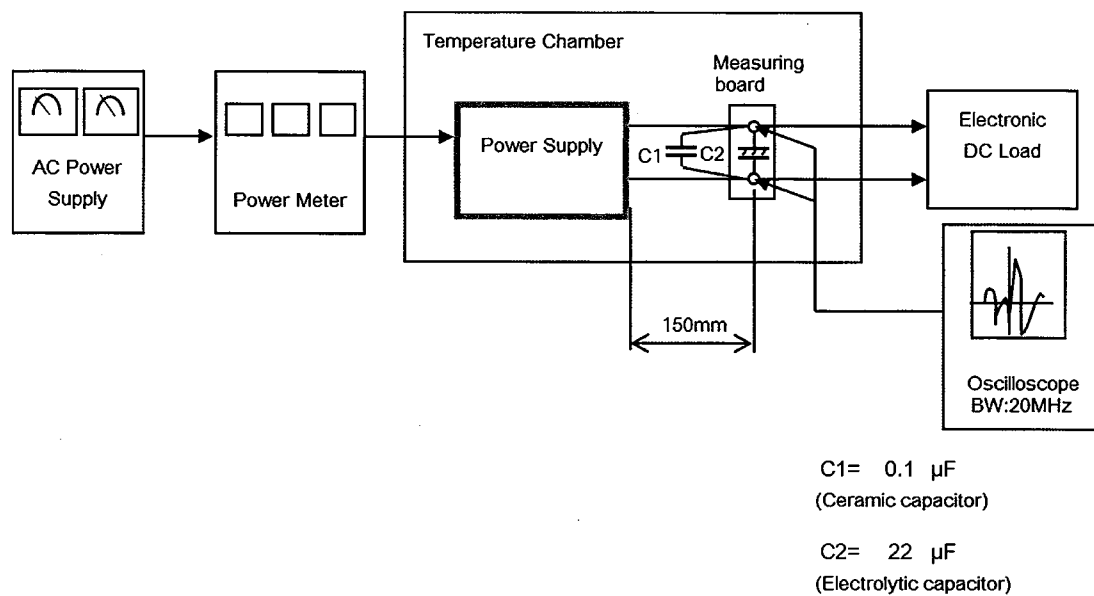 Temperature Chamber
Measuring
board
AC Power
Supply
Power Meter
Power Supply
C1
C2
Electronic
DC Load
150mm
Oscilloscope
BW:20MHz
C1= 0.1 µF
(Ceramic capacitor)
C2= 22 µF
(Electrolytic capacitor)